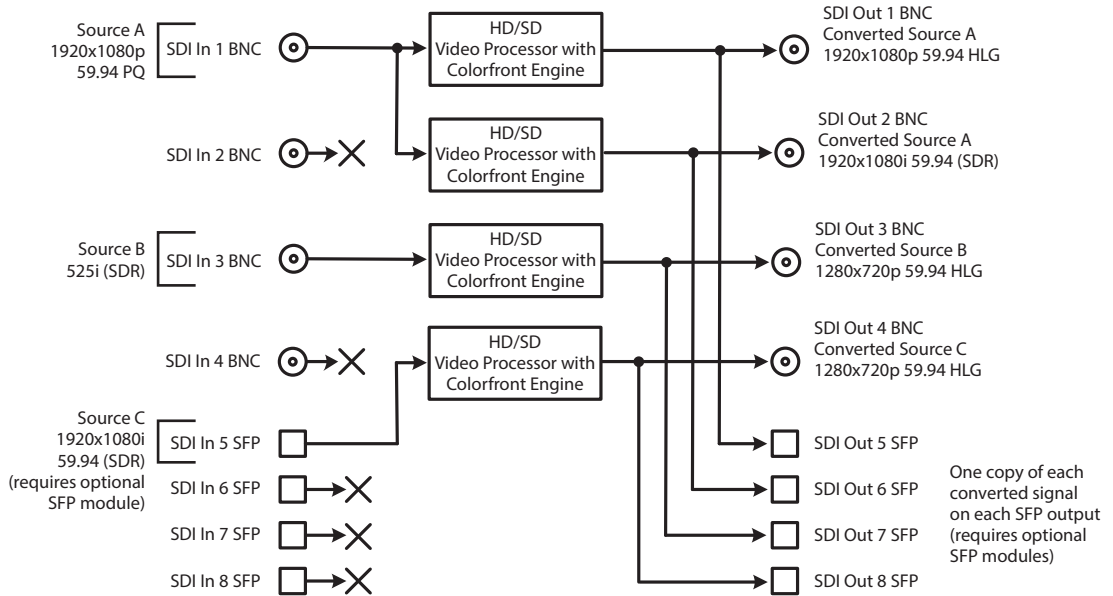 Source A
1920x1080p
59.94 PQ
SDI In 1 BNC
HD/SD
Video Processor with
Colorfront Engine
SDI Out 1 BNC
Converted Source A
1920x1080p 59.94 HLG
SDI In 2 BNC
HD/SD
Video Processor with
Colorfront Engine
SDI Out 2 BNC
Converted Source A
1920x1080i 59.94 (SDR)
Source B
525i (SDR)
SDI In 3 BNC
HD/SD
Video Processor with
Colorfront Engine
SDI Out 3 BNC
Converted Source B
1280x720p 59.94 HLG
SDI In 4 BNC
HD/SD
Video Processor with
Colorfront Engine
SDI Out 4 BNC
Converted Source C
1280x720p 59.94 HLG
Source C
1920x1080i
59.94 (SDR)
(requires optional
SFP module)
SDI In 5 SFP
SDI In 6 SFP
SDI In 7 SFP
SDI In 8 SFP
SDI Out 5 SFP
SDI Out 6 SFP
SDI Out 7 SFP
SDI Out 8 SFP
One copy of each
converted signal
on each SFP output
(requires optional
SFP modules)